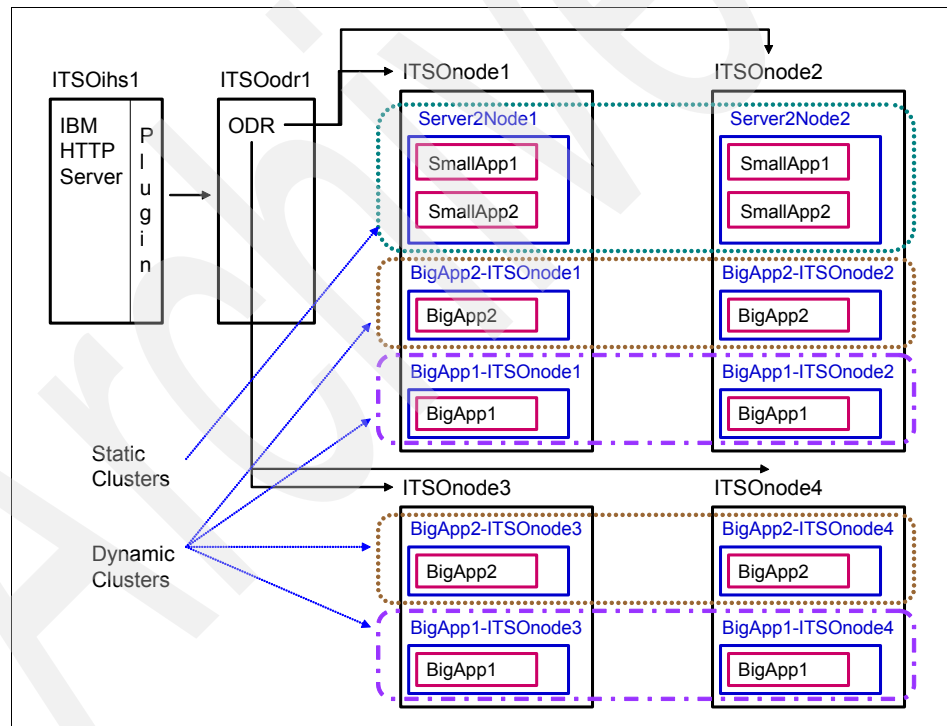 ITSOihs1
IBM
HTTP
Server
Plugin
ITSOodr1
ODR
ITSOnode1
Server2Node1
SmallApp1
SmallApp2
BigApp2-ITSOnode1
BigApp2
BigApp1-ITSOnode1
BigApp1
ITSOnode2
Server2Node2
SmallApp1
SmallApp2
BigApp2-ITSOnode2
BigApp2
BigApp1-ITSOnode2
BigApp1
Static
Clusters
Dynamic
Clusters
ITSOnode3
BigApp2-ITSOnode3
BigApp2
BigApp1-ITSOnode3
BigApp1
ITSOnode4
BigApp2-ITSOnode4
BigApp2
BigApp1-ITSOnode4
BigApp1